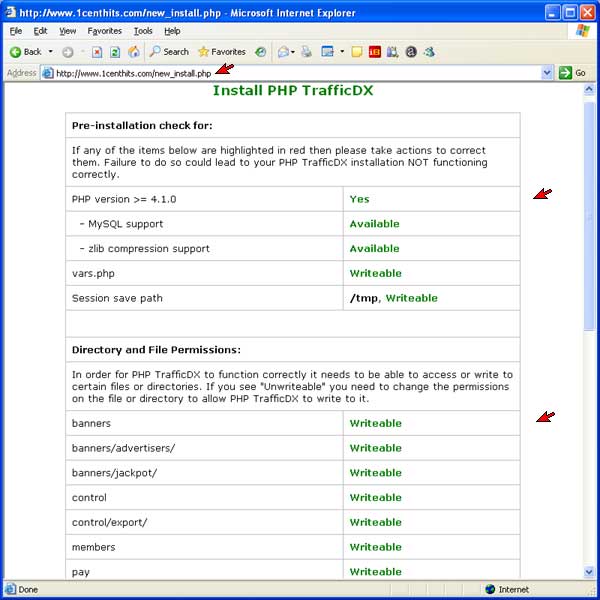 http://www.1centhits.com/new_install.php - Microsoft Internet Explorer
File Edit View Favorites Tools Help
Back Search Favorites
Address http://www.1centhits.com/new_install.php Go
Install PHP TrafficDX
Pre-installation check for:
If any of the items below are highlighted in red then please take actions to correct
them. Failure to do so could lead to your PHP TrafficDX installation NOT functioning
correctly.
PHP version >= 4.1.0 Yes
- MySQL support Available
- zlib compression support Available
vars.php Writeable
Session save path /tmp, Writeable
Directory and File Permissions:
In order for PHP TrafficDX to function correctly it needs to be able to access or write to
certain files or directories. If you see "Unwriteable" you need to change the permissions
on the file or directory to allow PHP TrafficDX to write to it.
banners Writeable
banners/advertisers/ Writeable
banners/jackpot/ Writeable
control Writeable
control/export/ Writeable
members Writeable
pay Writeable
Done Internet